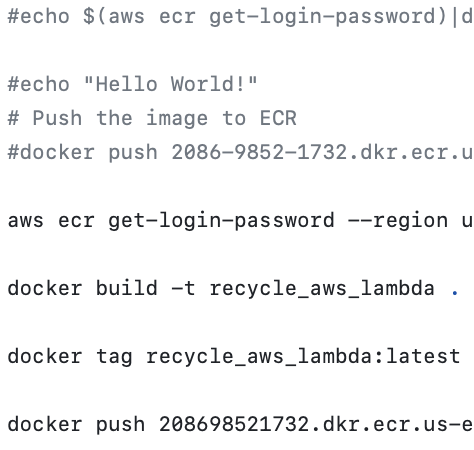 #echo $(aws ecr get-login-password)|d
#echo "Hello World!"
# Push the image to ECR
#docker push 2086-9852-1732.dkr.ecr.u
aws ecr get-login-password --region u
docker build -t recycle_aws_lambda .
docker tag recycle_aws_lambda:latest
docker push 208698521732.dkr.ecr.us-e